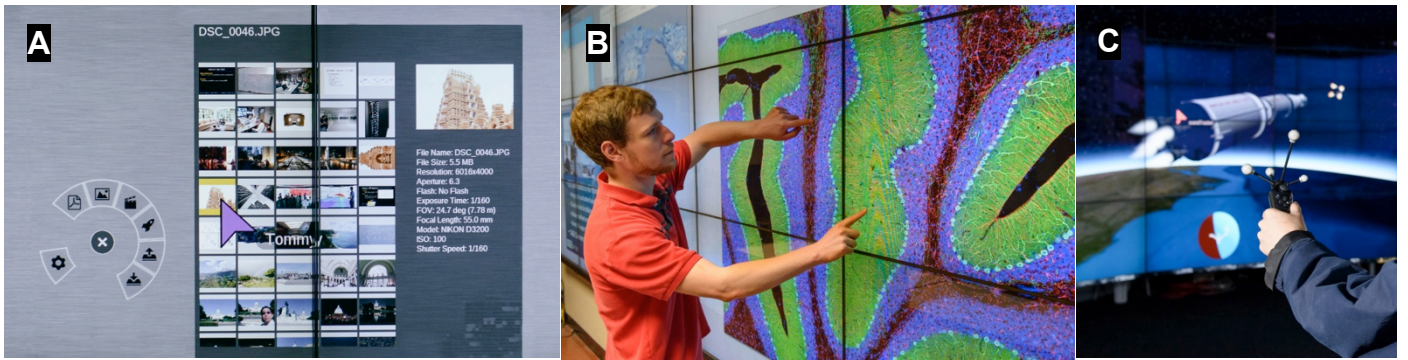 A
DSC_0046.JPG
File Name: DSC_0046.JPG
File Size: 5.5 MB
Resolution: 6016x4000
Aperture: 6.3
Flash: No Flash
Exposure Time: 1/160
FOV: 24.7 deg (7.78 m)
Focal Length: 55.0 mm
Model: NIKON D3200
ISO: 100
Shutter Speed: 1/160
Tommy
B
C